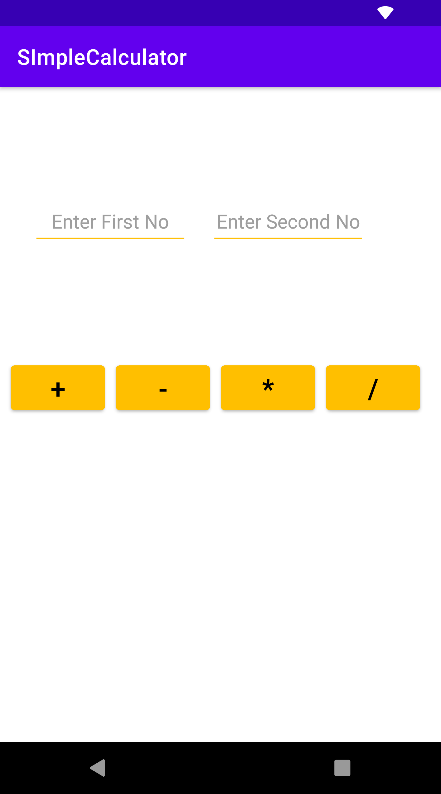 SImpleCalculator
Enter First No Enter Second No
+ - * /